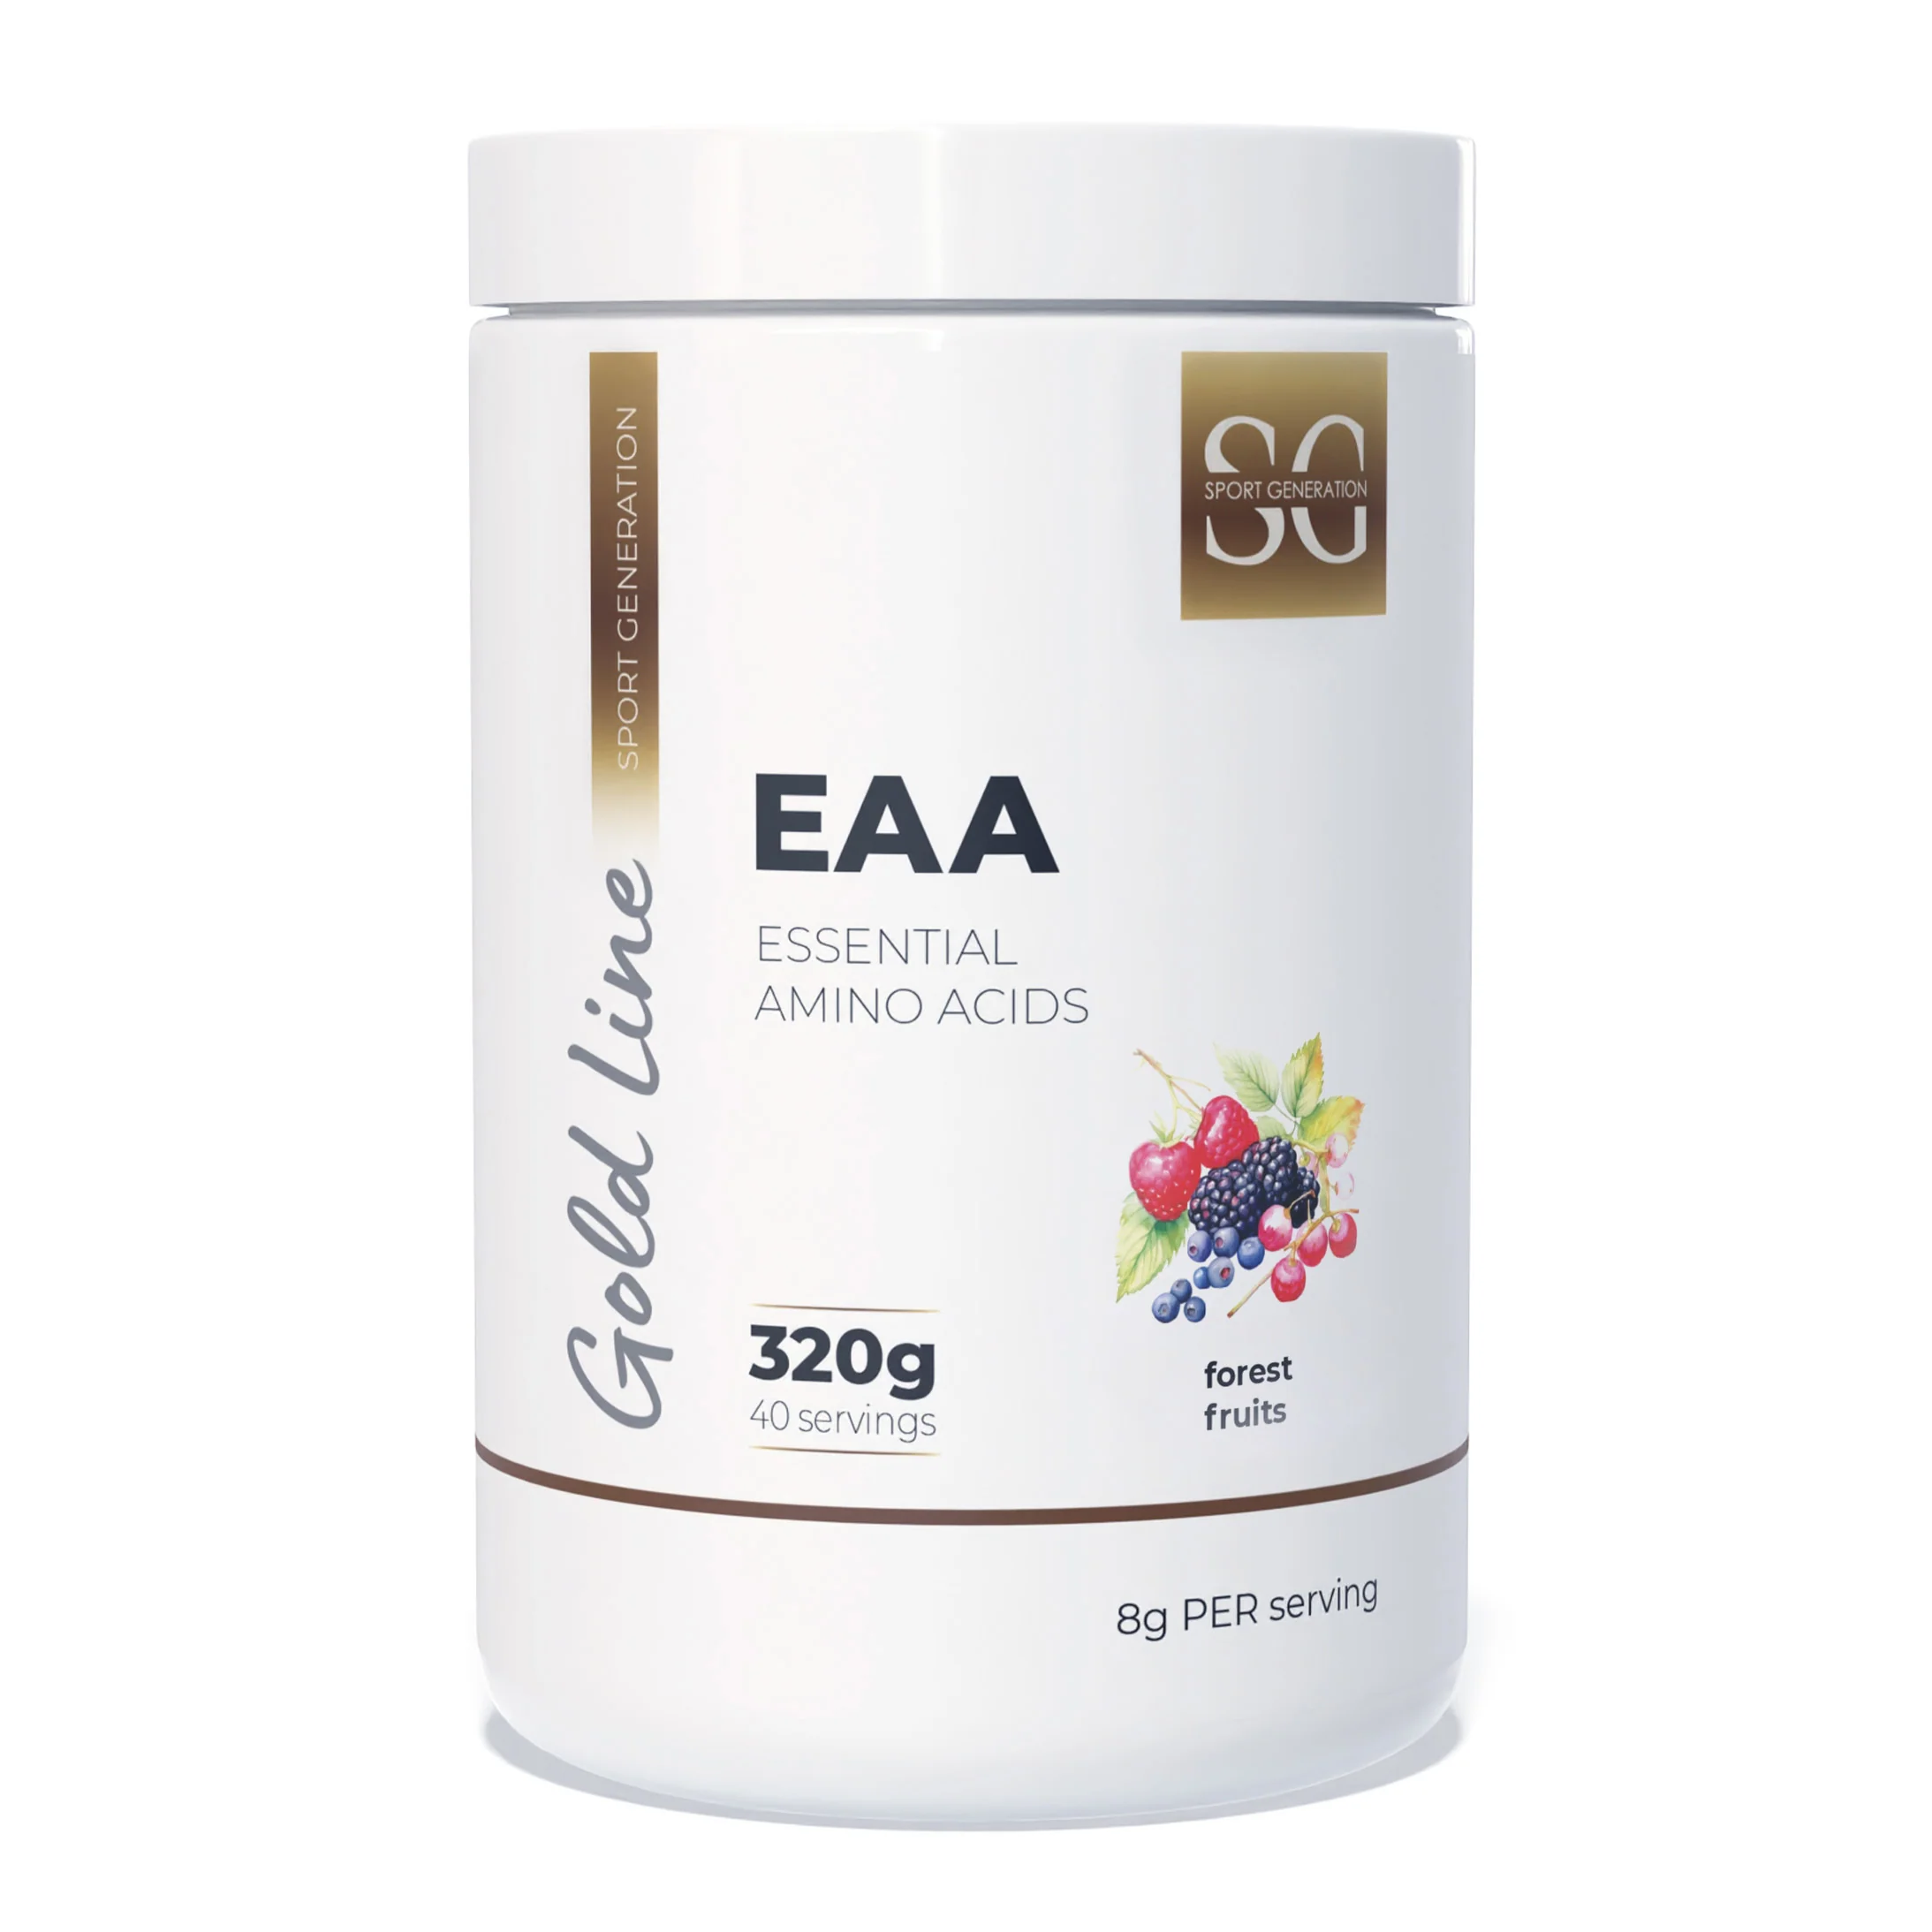 SPORT GENERATION
Gold Line
SG
SPORT GENERATION
EAA
ESSENTIAL
AMINO ACIDS
320g
40 servings
forest
fruits
8g PER serving